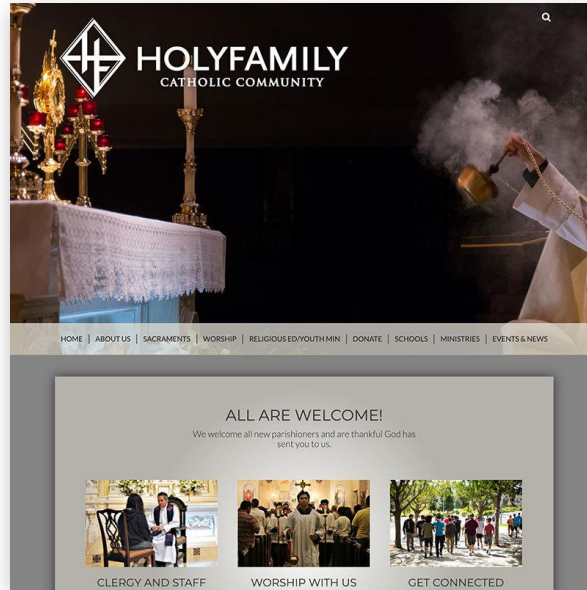 HOLYFAMILY
CATHOLIC COMMUNITY
HOME | ABOUT US | SACRAMENTS | WORSHIP | RELIGIOUS ED/YOUTH MIN | DONATE | SCHOOLS | MINISTRIES | EVENTS & NEWS
ALL ARE WELCOME!
We welcome all new parishioners and are thankful God has
sent you to us.
CLERGY AND STAFF
WORSHIP WITH US
GET CONNECTED